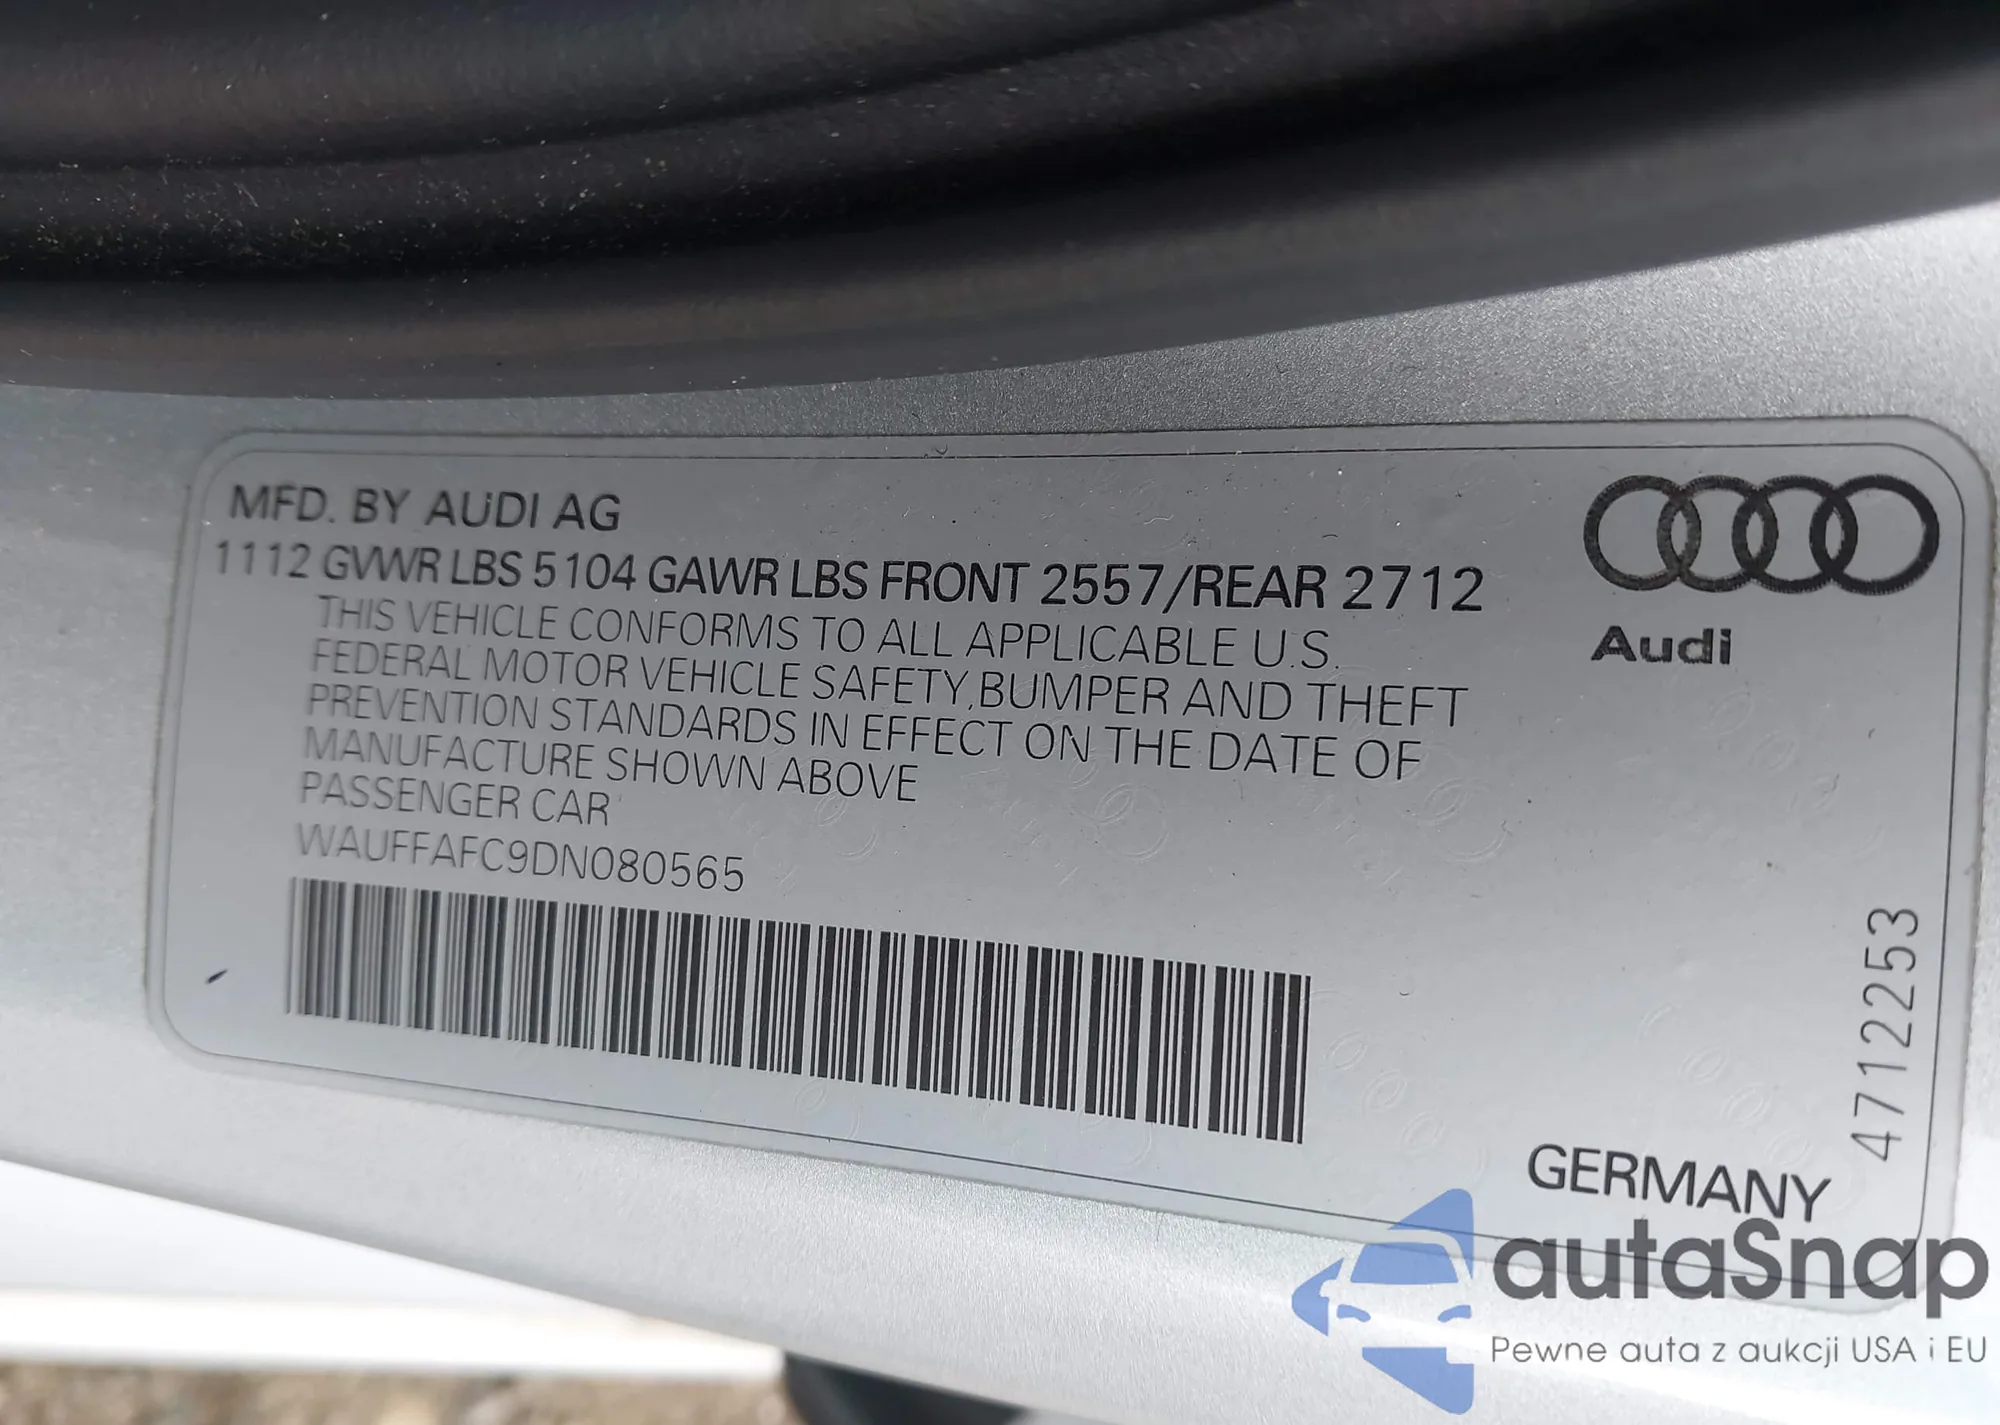 MFD. BY AUDI AG
1112 GVWR LBS 5104 GAWR LBS FRONT 2557/REAR 2712
THIS VEHICLE CONFORMS TO ALL APPLICABLE U.S.
FEDERAL MOTOR VEHICLE SAFETY,BUMPER AND THEFT
PREVENTION STANDARDS IN EFFECT ON THE DATE OF
MANUFACTURE SHOWN ABOVE
PASSENGER CAR
WAUFFAFC9DN080565
Audi
4712253
GERMANY
autaSnap
Pewne auta z aukcji USA i EU